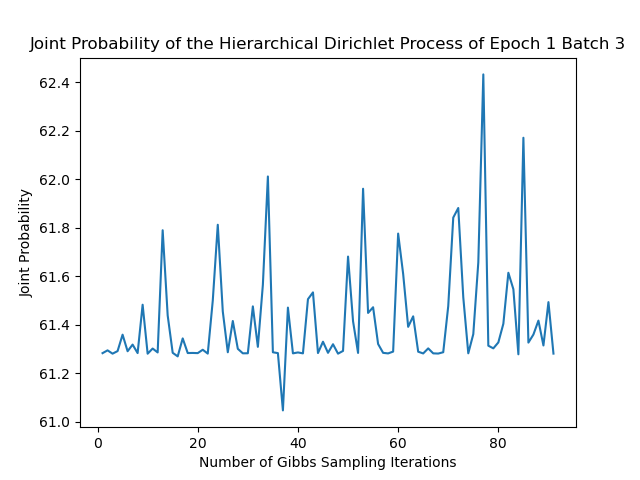 Joint Probability of the Hierarchical Dirichlet Process of Epoch 1 Batch 3
62.4
62.2
62.0
61.8
61.6
61.4
61.2
61.0
Joint Probability
0 20 40 60 80
Number of Gibbs Sampling Iterations